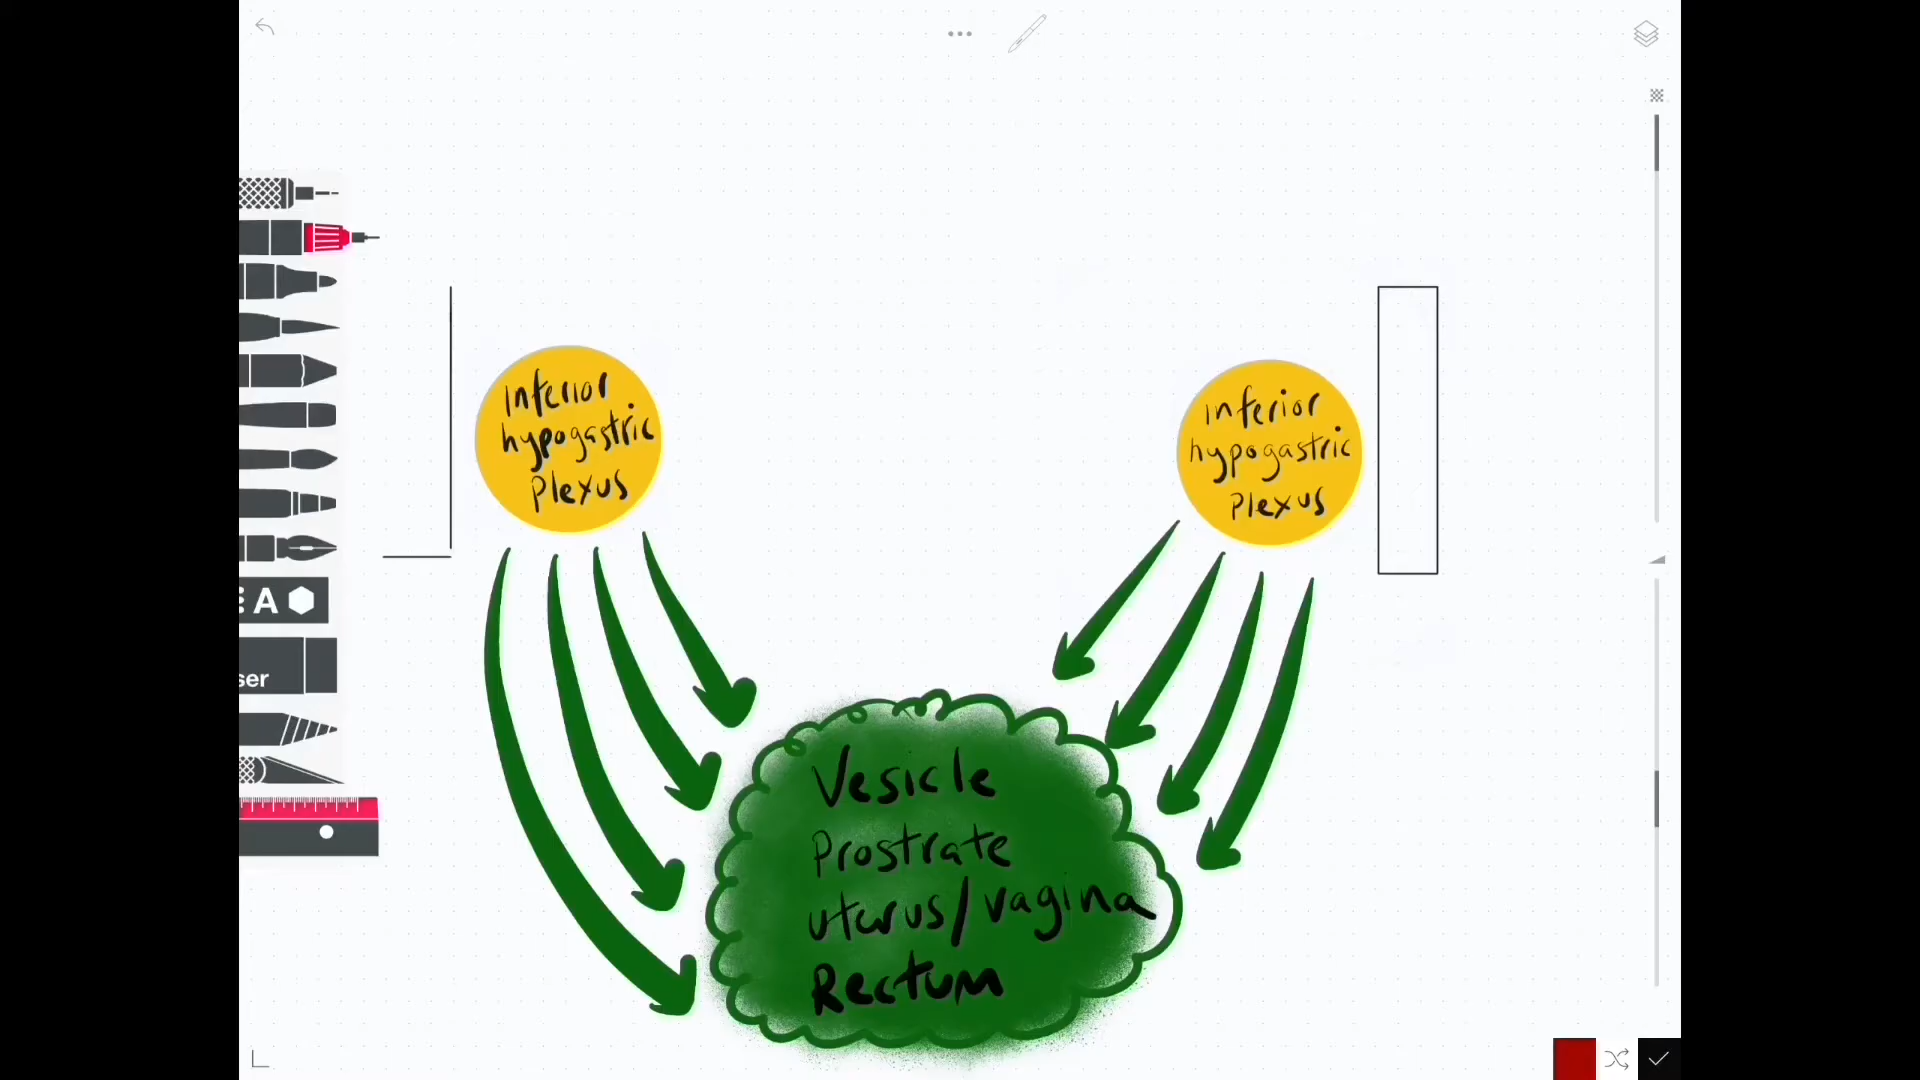 Inferior
hypogastric
Plexus
inferior
hypogastric
Plexus
Vesicle
Prostrate
uterus/vagina
Rectum
A
ser